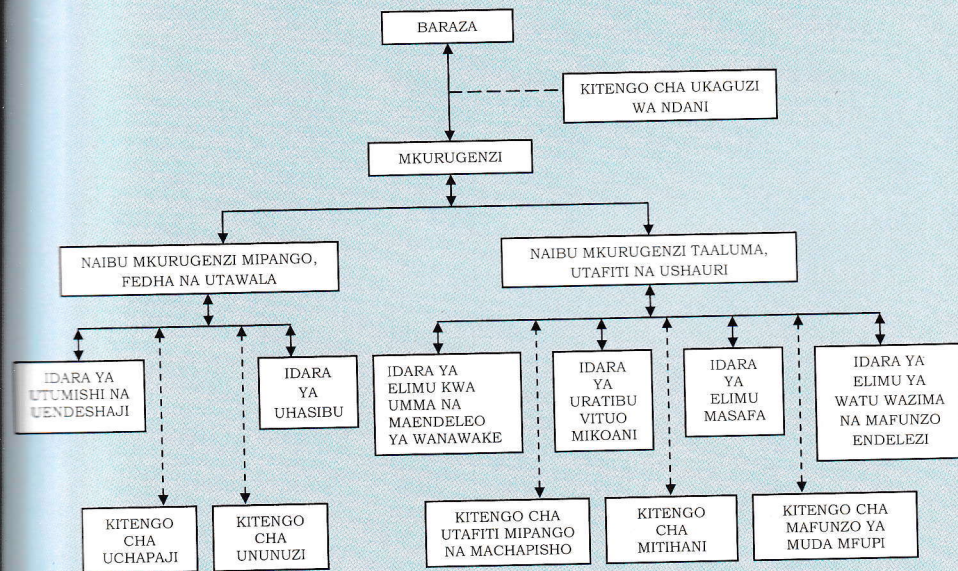 BARAZA
KITENGO CHA UKAGUZI
WA NDANI
MKURUGENZI
NAIBU MKURUGENZI MIPANGO,
FEDHA NA UTAWALA
NAIBU MKURUGENZI TAALUMA,
UTAFITI NA USHAURI
IDARA YA
UTUMISHI NA
UENDESHAJI
IDARA
YA
UHASIBU
IDARA YA
ELIMU KWA
UMMA NA
MAENDELEO
YA WANAWAKE
IDARA
YA
URATIBU
VITUO
MIKOANI
IDARA
YA
ELIMU
MASAFA
IDARA YA
ELIMU YA
WATU WAZIMA
NA MAFUNZO
ENDELEZI
KITENGO
CHA
UCHAPAJI
KITENGO
CHA
UNUNUZI
KITENGO CHA
UTAFITI MIPANGO
NA MACHAPISHO
KITENGO
CHA
MITIHANI
KITENGO CHA
MAFUNZO YA
MUDA MFUPI